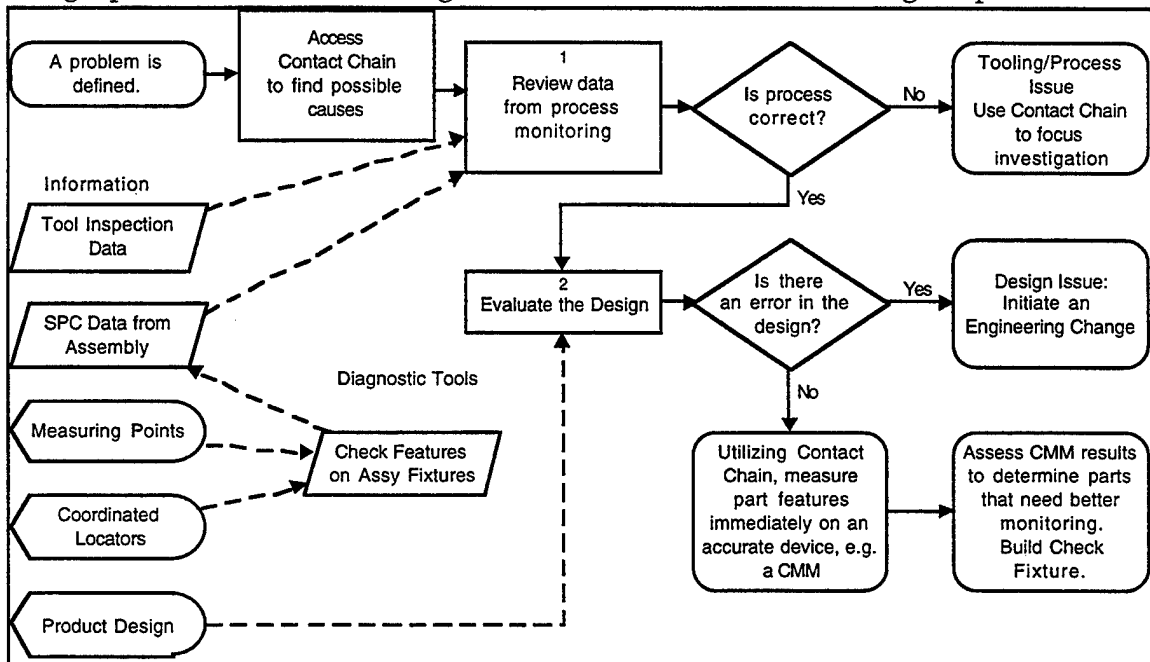 A problem is
defined.
Access
Contact Chain
to find possible
causes
1
Review data
from process
monitoring
Is process
correct?
No
Tooling/Process
Issue
Use Contact Chain
to focus
investigation
Yes
Information
Tool Inspection
Data
2
Evaluate the Design
Is there
an error in the
design?
Yes
Design Issue:
Initiate an
Engineering Change
SPC Data from
Assembly
Diagnostic Tools
No
Measuring Points
Check Features
on Assy Fixtures
Utilizing Contact
Chain, measure
part features
immediately on an
accurate device, e.g.
a CMM
Assess CMM results
to determine parts
that need better
monitoring.
Build Check
Fixture.
Coordinated
Locators
Product Design